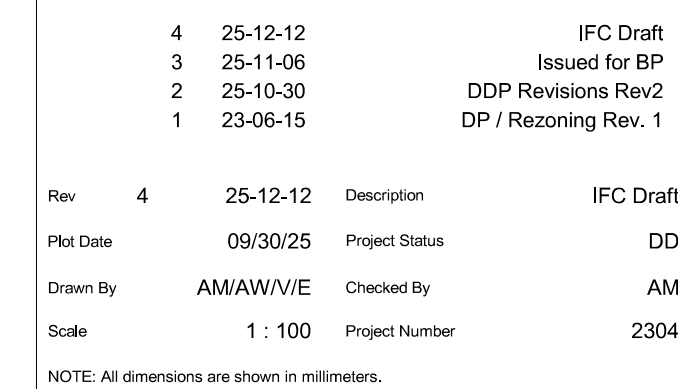 4 25-12-12 IFC Draft
3 25-11-06 Issued for BP
2 25-10-30 DDP Revisions Rev2
1 23-06-15 DP / Rezoning Rev. 1
Rev 4 25-12-12 Description IFC Draft
Plot Date 09/30/25 Project Status DD
Drawn By AM/AW/V/E Checked By AM
Scale 1 : 100 Project Number 2304
NOTE: All dimensions are shown in millimeters.